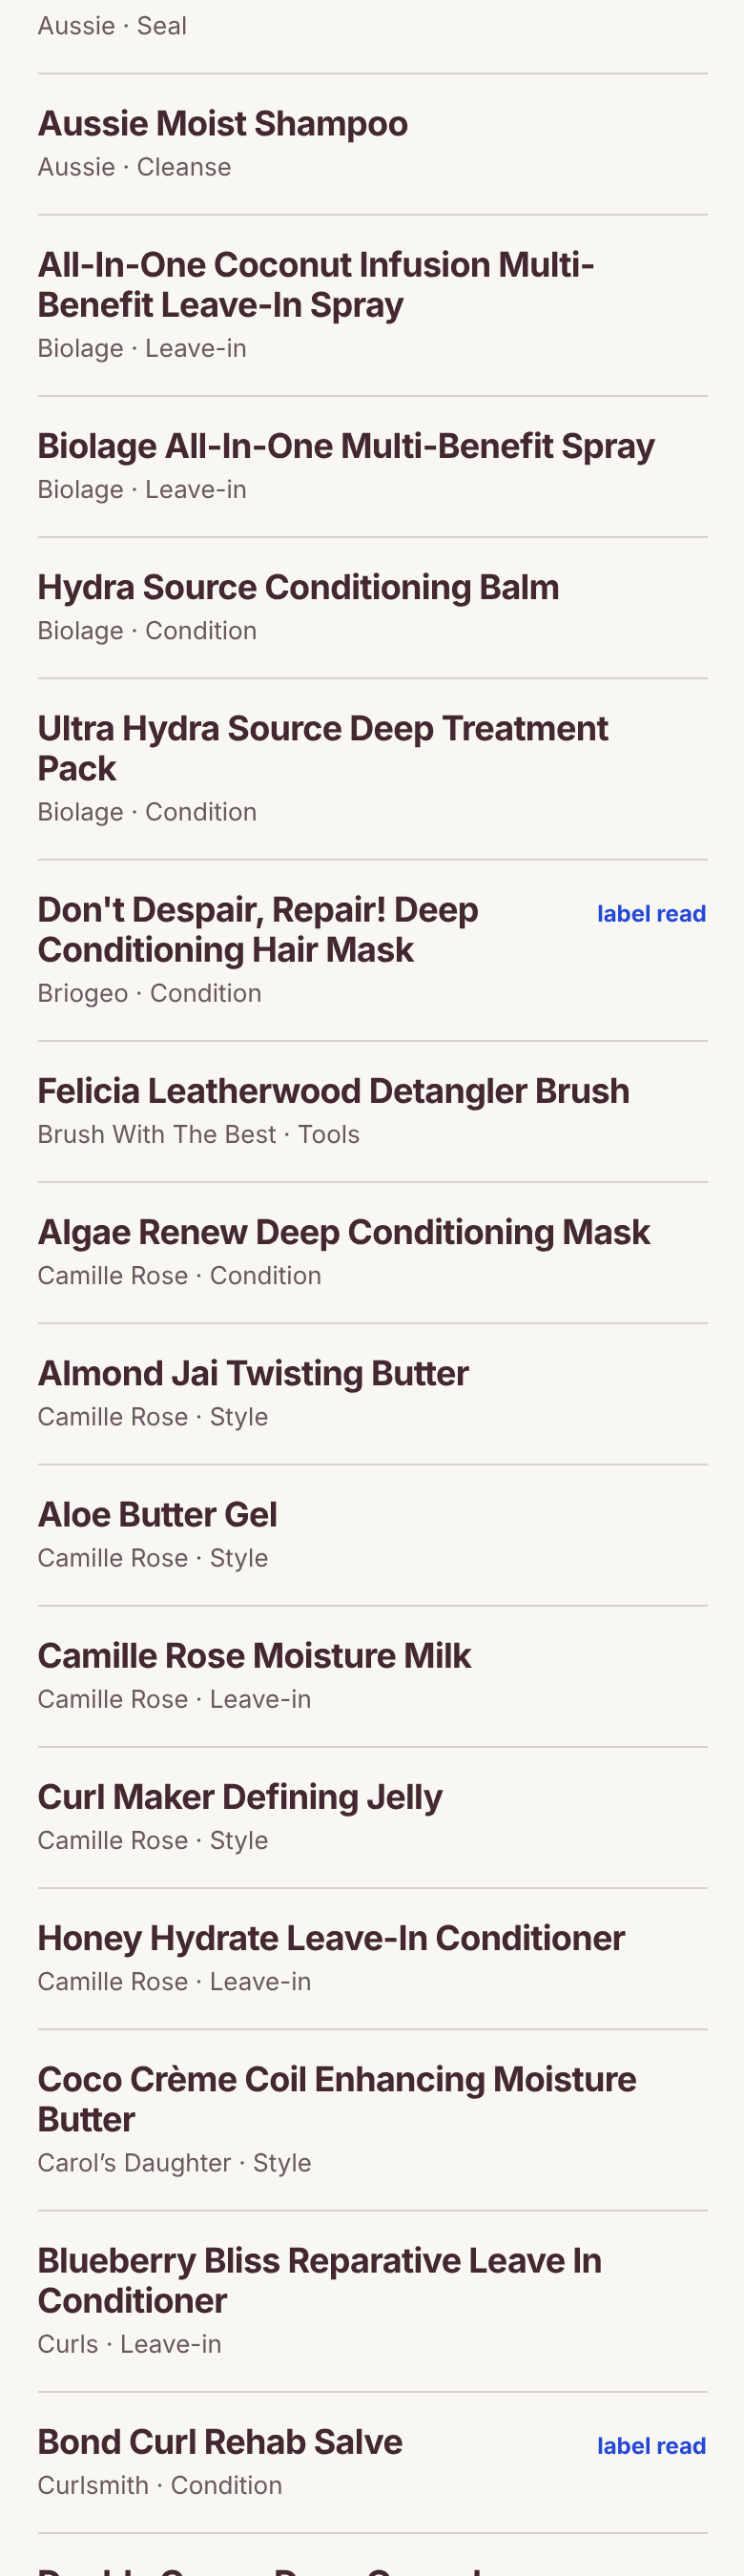 Aussie · Seal
Aussie Moist Shampoo
Aussie · Cleanse
All-In-One Coconut Infusion Multi-
Benefit Leave-In Spray
Biolage · Leave-in
Biolage All-In-One Multi-Benefit Spray
Biolage · Leave-in
Hydra Source Conditioning Balm
Biolage · Condition
Ultra Hydra Source Deep Treatment
Pack
Biolage · Condition
Don't Despair, Repair! Deep
Conditioning Hair Mask
label read
Briogeo · Condition
Felicia Leatherwood Detangler Brush
Brush With The Best · Tools
Algae Renew Deep Conditioning Mask
Camille Rose · Condition
Almond Jai Twisting Butter
Camille Rose · Style
Aloe Butter Gel
Camille Rose · Style
Camille Rose Moisture Milk
Camille Rose · Leave-in
Curl Maker Defining Jelly
Camille Rose · Style
Honey Hydrate Leave-In Conditioner
Camille Rose · Leave-in
Coco Crème Coil Enhancing Moisture
Butter
Carol’s Daughter · Style
Blueberry Bliss Reparative Leave In
Conditioner
Curls · Leave-in
Bond Curl Rehab Salve
label read
Curlsmith · Condition